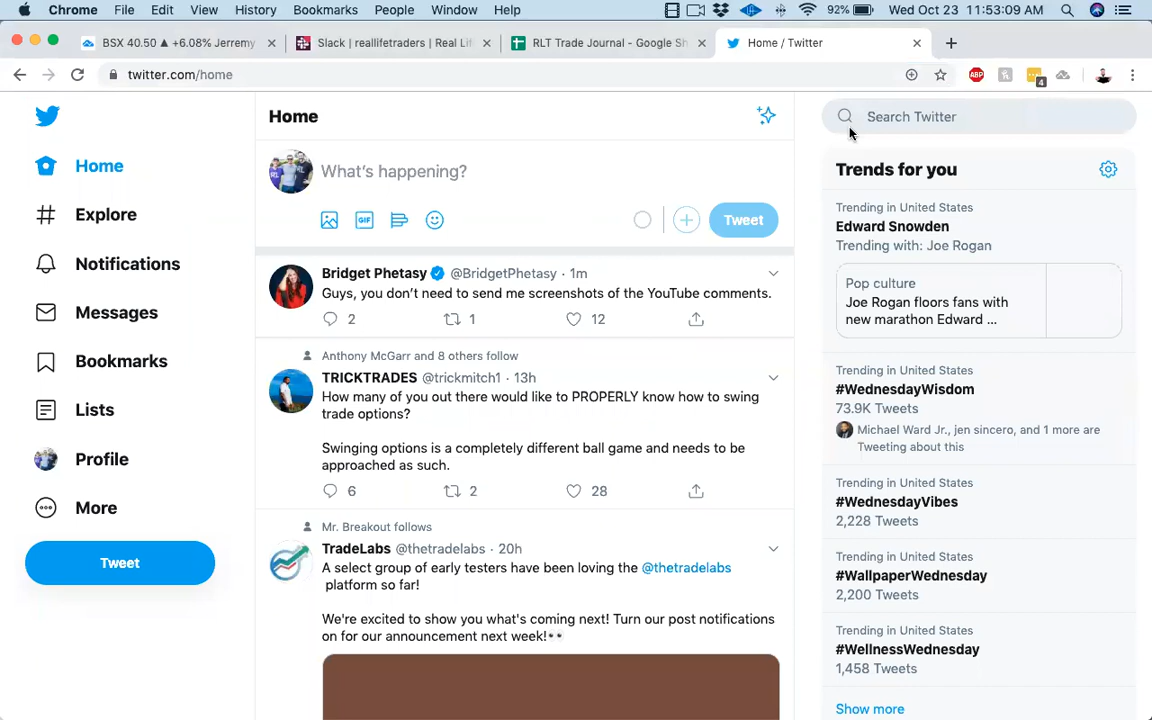 Chrome File Edit View History Bookmarks People Window Help 92% Wed Oct 23 11:53:09 AM
BSX 40.50 ▲ +6.08% Jerremy
Slack | reallifetraders | Real Li
RLT Trade Journal - Google Sh
Home / Twitter
twitter.com/home
ABP
4
Home
Search Twitter
Home
Explore
Notifications
Messages
Bookmarks
Lists
Profile
More
Tweet
What's happening?
GIF
Tweet
Bridget Phetasy @BridgetPhetasy · 1m
Guys, you don't need to send me screenshots of the YouTube comments.
2 1 12
Anthony McGarr and 8 others follow
TRICKTRADES @trickmitch1 · 13h
How many of you out there would like to PROPERLY know how to swing
trade options?
Swinging options is a completely different ball game and needs to be
approached as such.
6 2 28
Mr. Breakout follows
TradeLabs @thetradelabs · 20h
A select group of early testers have been loving the @thetradelabs
platform so far!
We're excited to show you what's coming next! Turn our post notifications
on for our announcement next week!👀
Trends for you
Trending in United States
Edward Snowden
Trending with: Joe Rogan
Pop culture
Joe Rogan floors fans with
new marathon Edward ...
Trending in United States
#WednesdayWisdom
73.9K Tweets
Michael Ward Jr., jen sincero, and 1 more are
Tweeting about this
Trending in United States
#WednesdayVibes
2,228 Tweets
Trending in United States
#WallpaperWednesday
2,200 Tweets
Trending in United States
#WellnessWednesday
1,458 Tweets
Show more